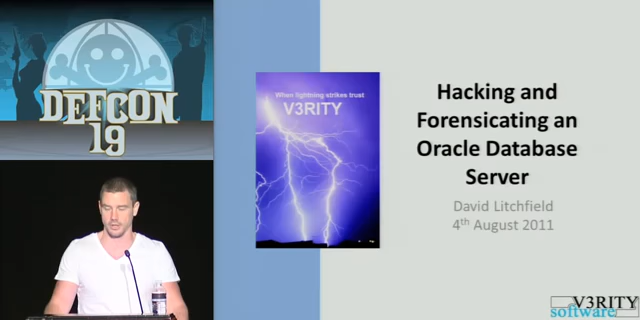 DEFCON
19
When lightning strikes trust
V3RITY
Hacking and
Forensicating an
Oracle Database
Server
David Litchfield
4th August 2011
V3RITY
software